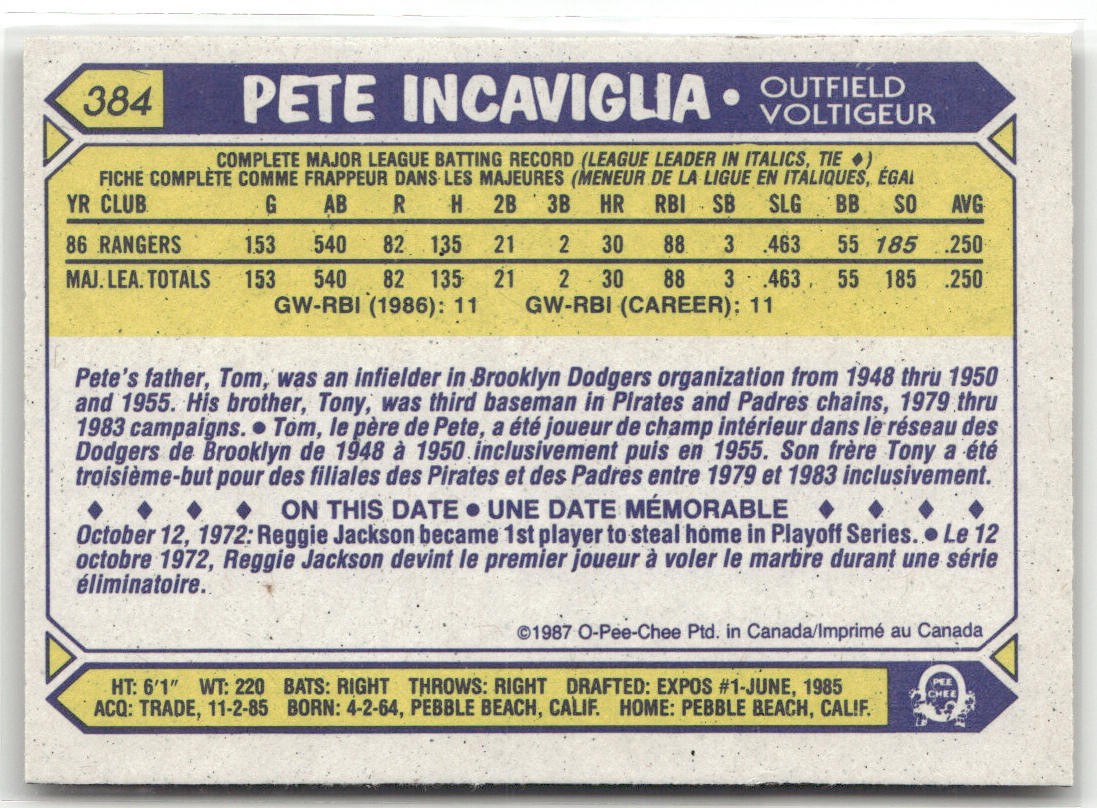 384 PETE INCAVIGLIA • OUTFIELD
VOLTIGEUR
COMPLETE MAJOR LEAGUE BATTING RECORD (LEAGUE LEADER IN ITALICS, TIE ♦)
FICHE COMPLÈTE COMME FRAPPEUR DANS LES MAJEURES (MENEUR DE LA LIGUE EN ITALIQUES, ÉGAL
YR CLUB G AB R H 2B 3B HR RBI SB SLG BB SO AVG
86 RANGERS 153 540 82 135 21 2 30 88 3 .463 55 185 .250
MAJ. LEA. TOTALS 153 540 82 135 21 2 30 88 3 .463 55 185 .250
GW-RBI (1986): 11 GW-RBI (CAREER): 11
Pete's father, Tom, was an infielder in Brooklyn Dodgers organization from 1948 thru 1950
and 1955. His brother, Tony, was third baseman in Pirates and Padres chains, 1979 thru
1983 campaigns. • Tom, le père de Pete, a été joueur de champ intérieur dans le réseau des
Dodgers de Brooklyn de 1948 à 1950 inclusivement puis en 1955. Son frère Tony a été
troisième-but pour des filiales des Pirates et des Padres entre 1979 et 1983 inclusivement.
♦ ♦ ♦ ♦ ON THIS DATE • UNE DATE MÉMORABLE ♦ ♦ ♦ ♦
October 12, 1972: Reggie Jackson became 1st player to steal home in Playoff Series. • Le 12
octobre 1972, Reggie Jackson devint le premier joueur à voler le marbre durant une série
éliminatoire.
©1987 O-Pee-Chee Ptd. in Canada/Imprimé au Canada
HT: 6'1" WT: 220 BATS: RIGHT THROWS: RIGHT DRAFTED: EXPOS #1-JUNE, 1985
ACQ: TRADE, 11-2-85 BORN: 4-2-64, PEBBLE BEACH, CALIF. HOME: PEBBLE BEACH, CALIF.
O
PEE
CHEE